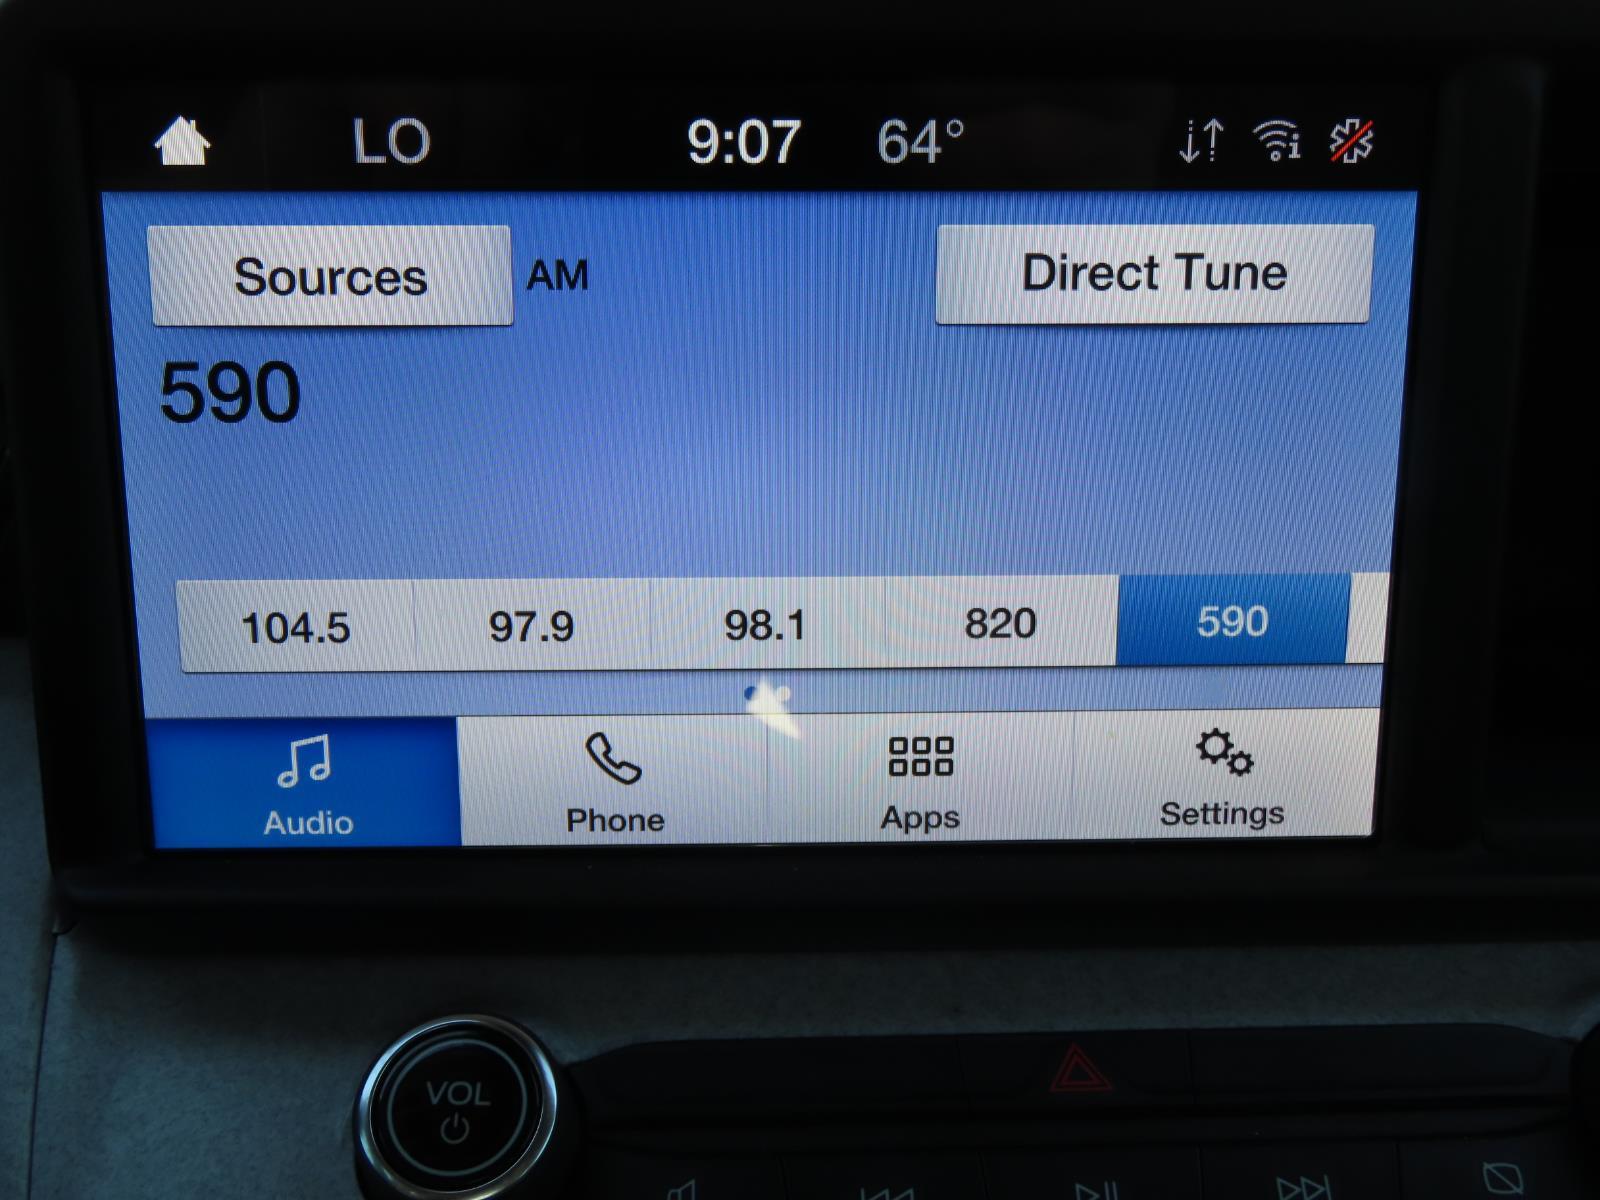 LO 9:07 64°
Sources AM Direct Tune
590
104.5 97.9 98.1 820 590
Audio Phone Apps Settings
VOL